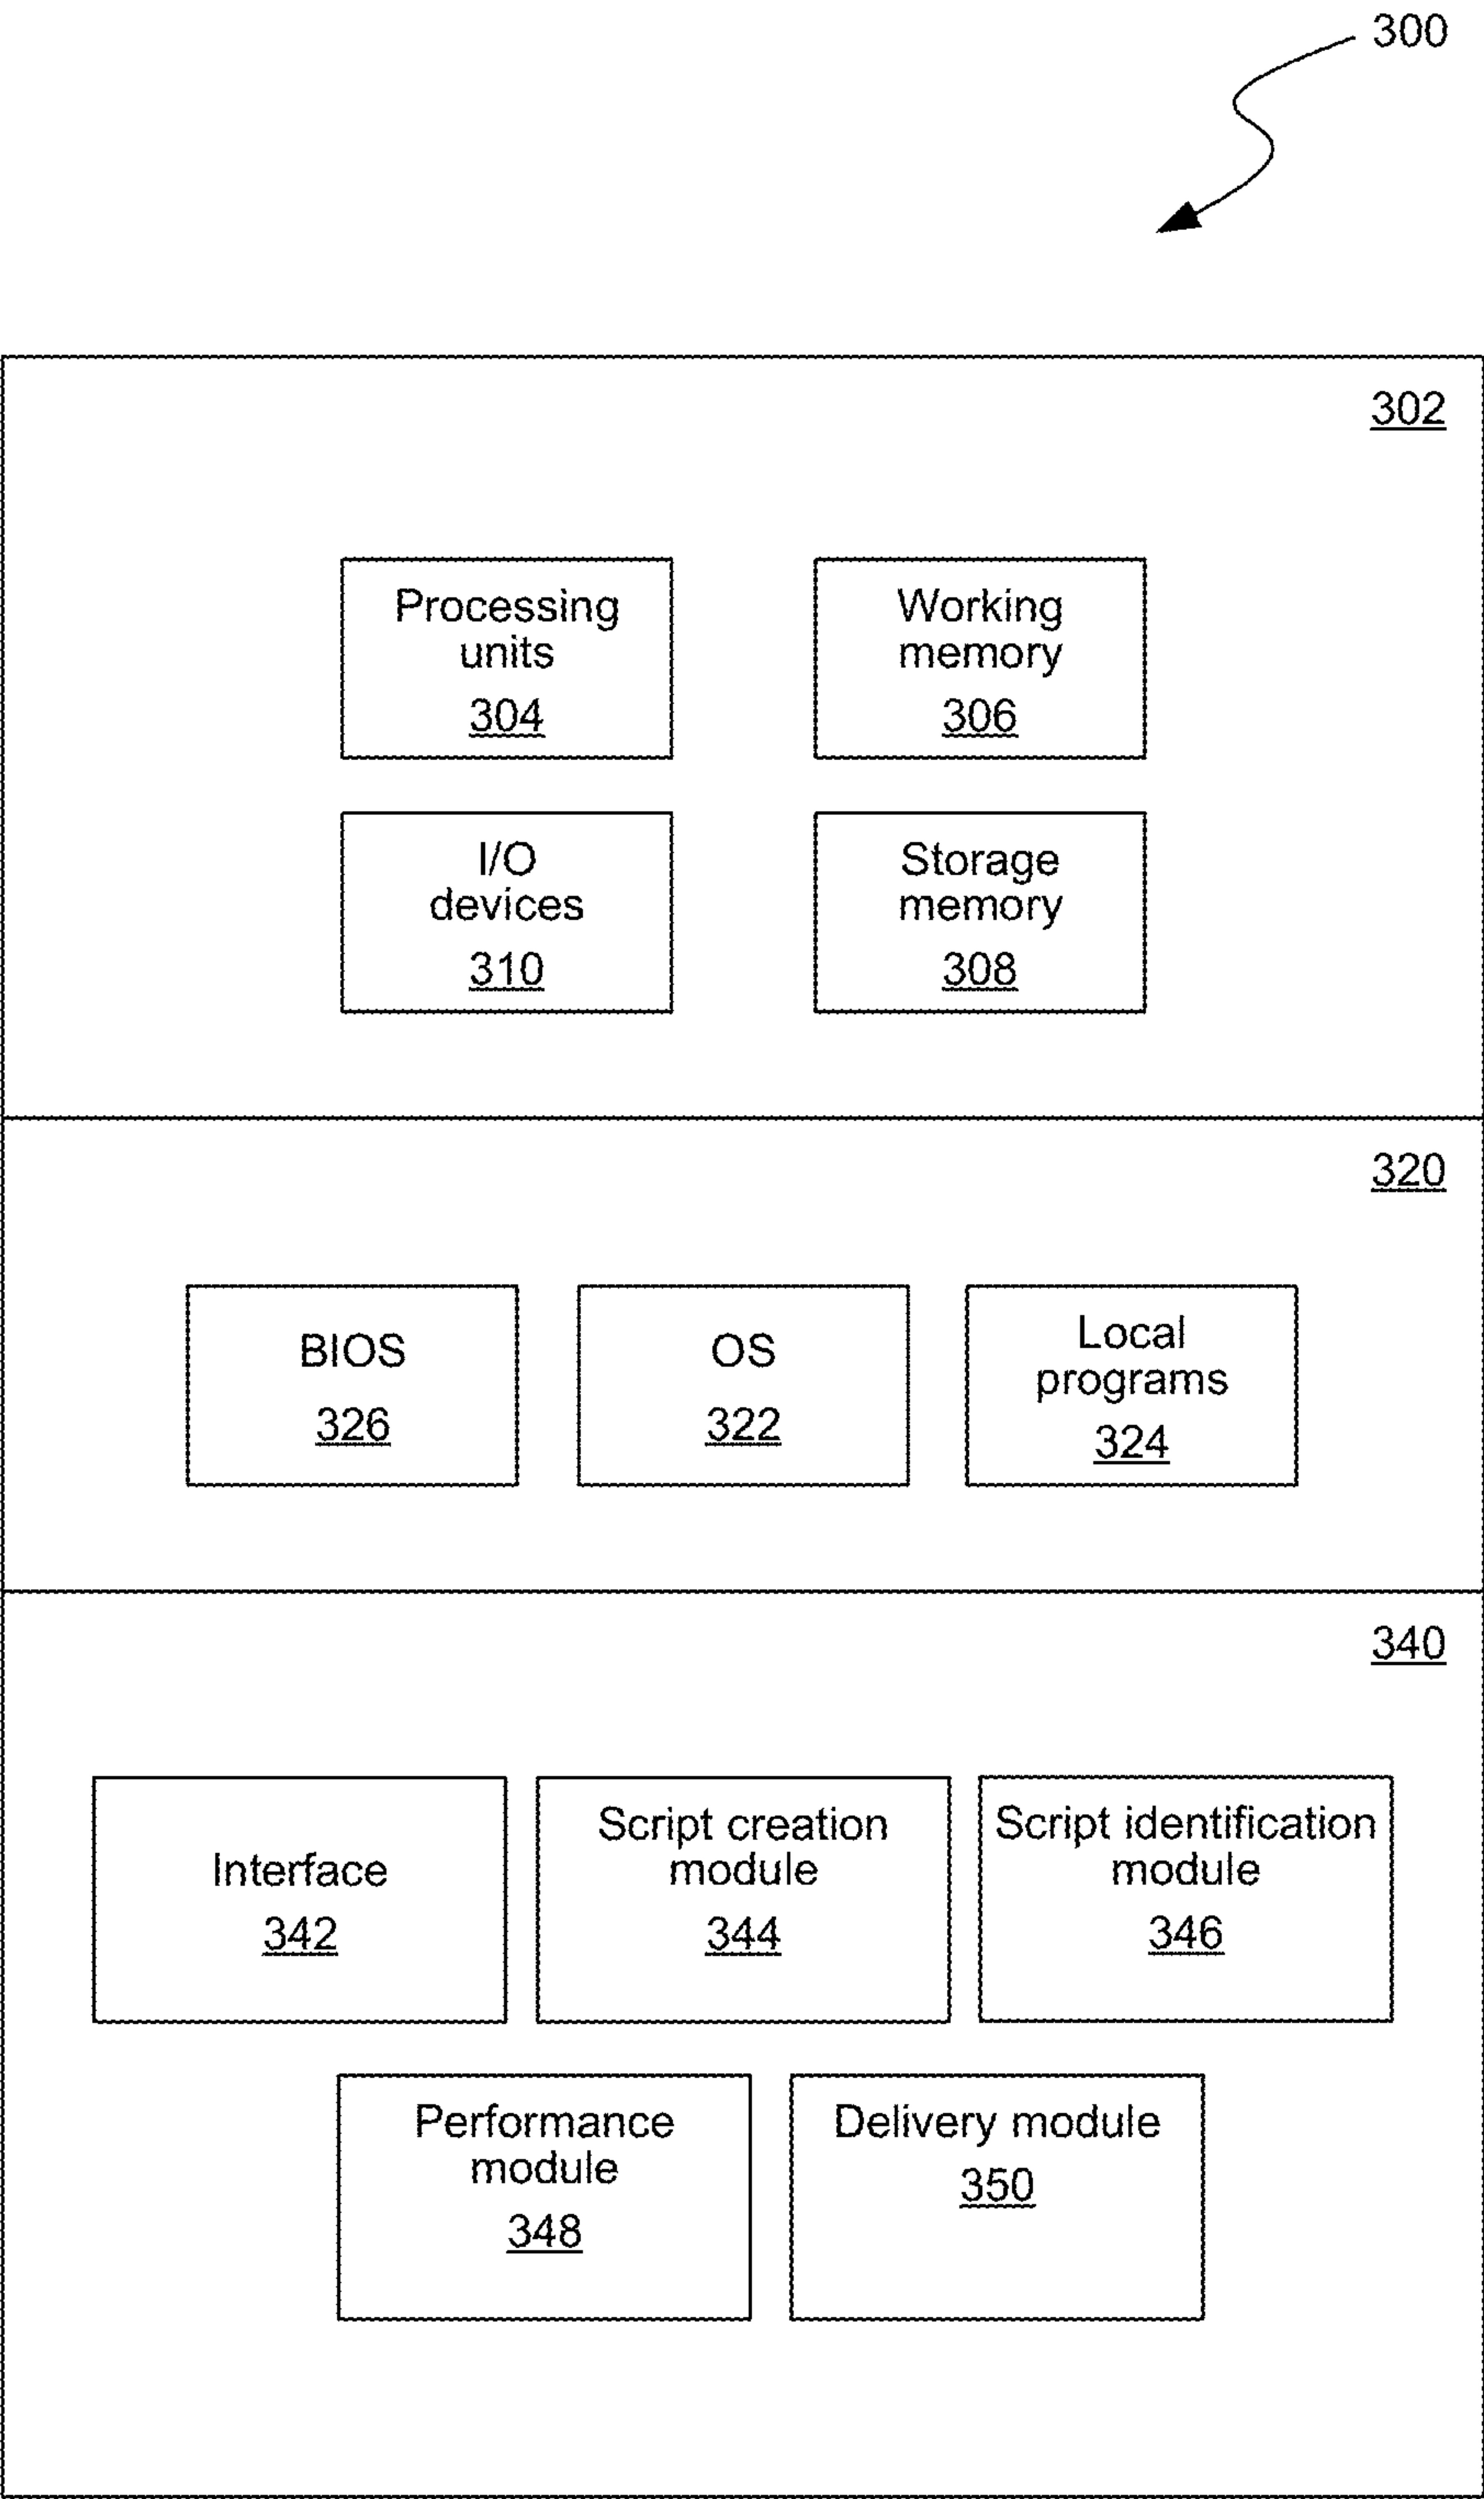 300
302
Processing
units
304
Working
memory
306
I/O
devices
310
Storage
memory
308
320
BIOS
326
OS
322
Local
programs
324
340
Interface
342
Script creation
module
344
Script identification
module
346
Performance
module
348
Delivery module
350